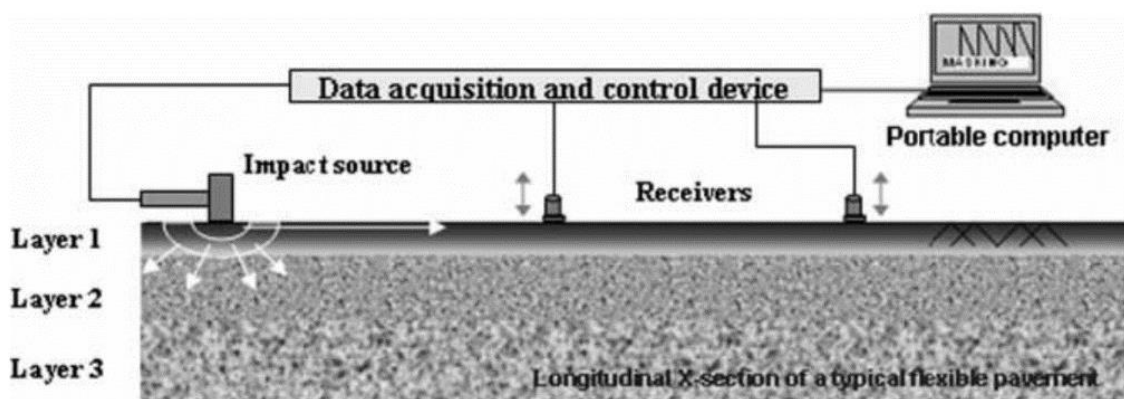 MASKING
Data acquisition and control device
Portable computer
Impact source
Receivers
Layer 1
Layer 2
Layer 3
Longitudinal X-section of a typical flexible pavement